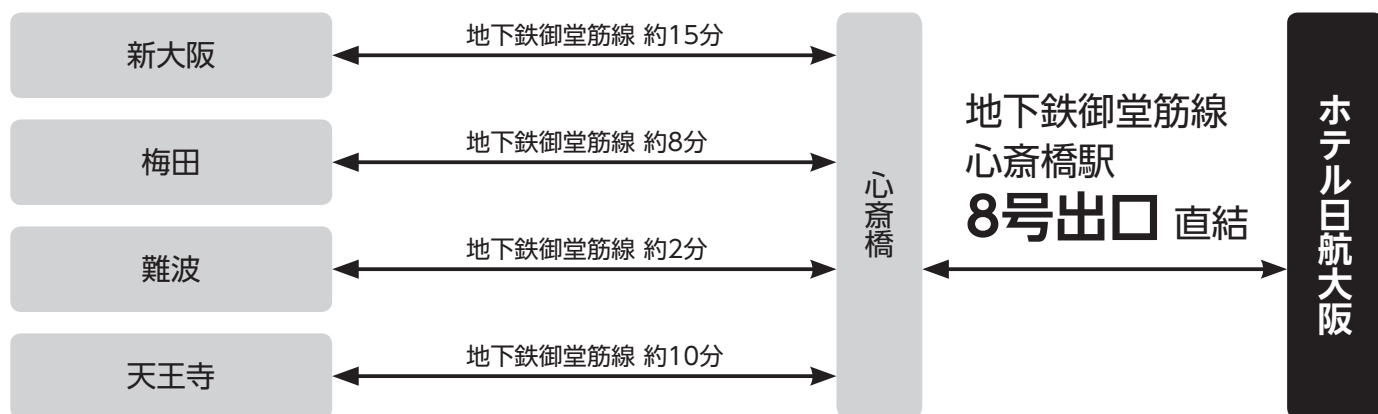 新大阪
地下鉄御堂筋線 約15分
梅田
地下鉄御堂筋線 約8分
難波
地下鉄御堂筋線 約2分
天王寺
地下鉄御堂筋線 約10分
心斎橋
地下鉄御堂筋線
心斎橋駅
8号出口 直結
ホテル日航大阪